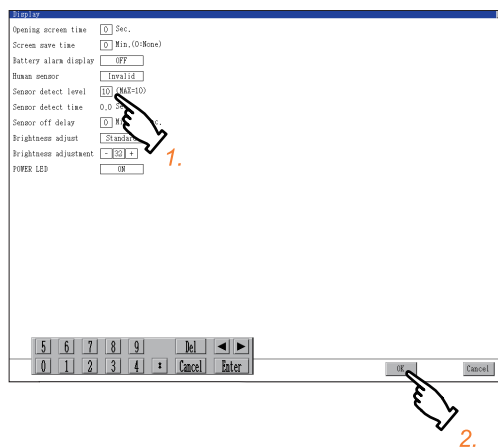 Display
Opening screen time 0 Sec.
Screen save time 0 Min.(0:None)
Battery alarm display OFF
Human sensor Invalid
Sensor detect level 10 (MAX=10)
Sensor detect time 0.0
Sensor off delay 0
Brightness adjust Standard
Brightness adjustment - 32 +
POWER LED ON
1.
5 6 7 8 9 Del ◄ ►
0 1 2 3 4 Cancel Enter
OK Cancel
2.